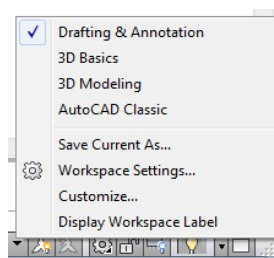 Drafting & Annotation
3D Basics
3D Modeling
AutoCAD Classic
Save Current As...
Workspace Settings...
Customize...
Display Workspace Label